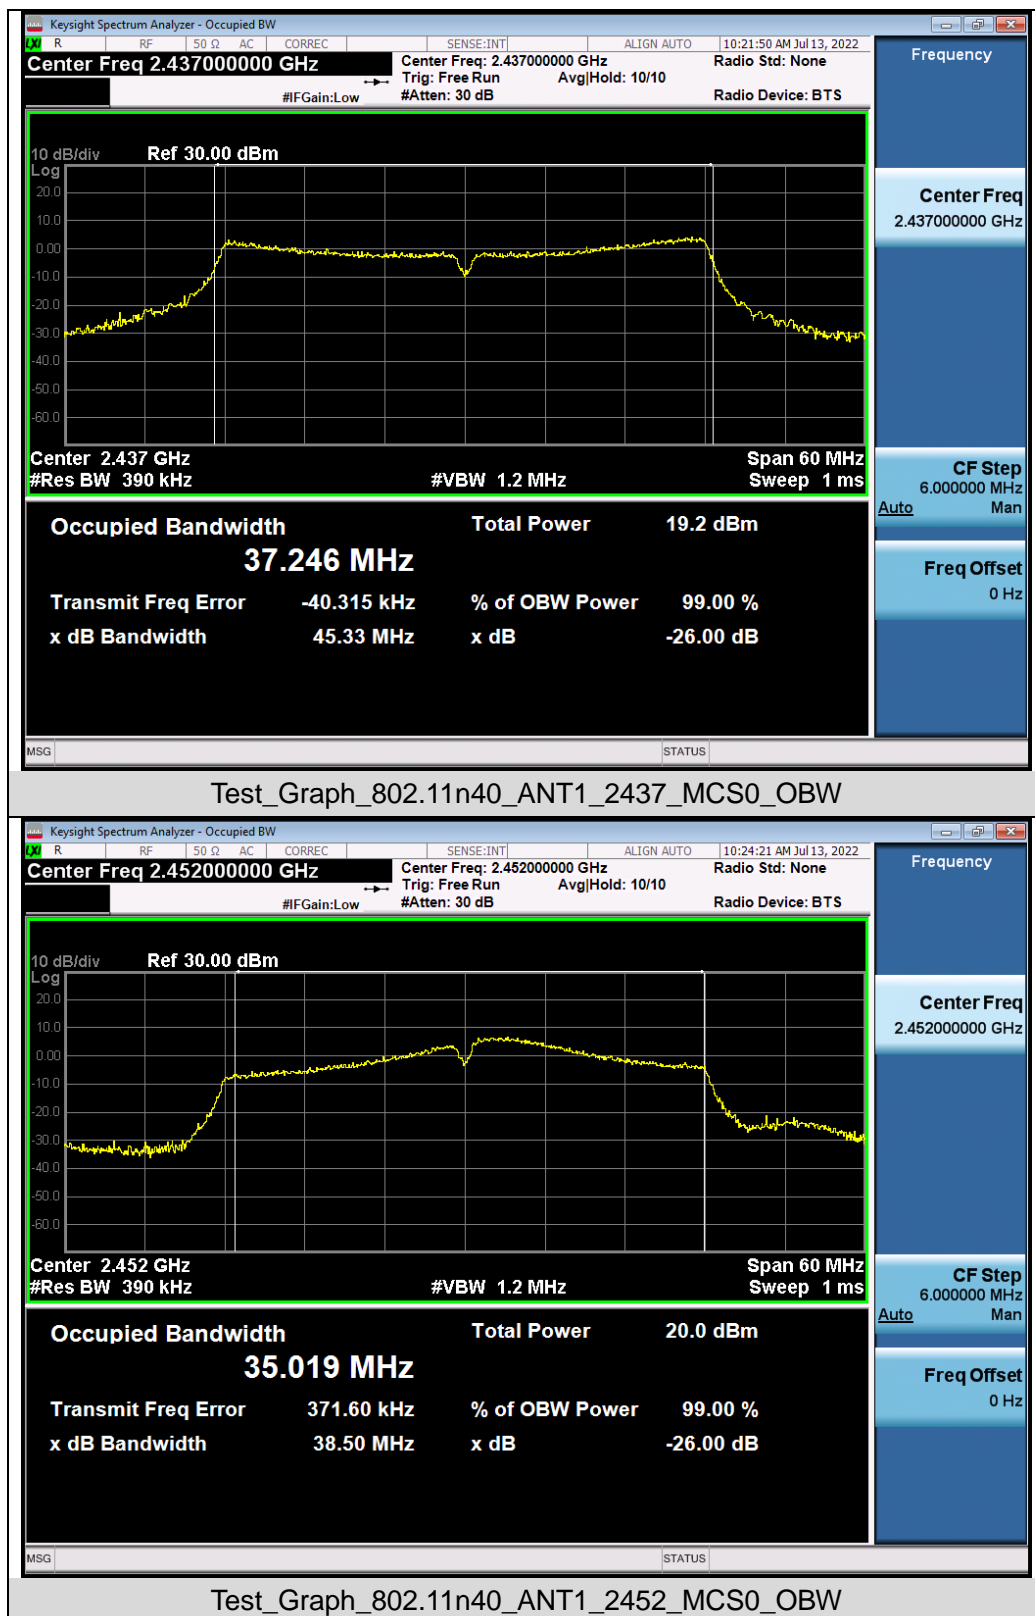 Keysight Spectrum Analyzer - Occupied BW
LXI R RF 50 Ω AC CORREC SENSE:INT ALIGN AUTO 10:21:50 AM Jul 13, 2022
Center Freq 2.437000000 GHz
Center Freq: 2.437000000 GHz
Radio Std: None
Trig: Free Run Avg|Hold: 10/10
#IFGain:Low
#Atten: 30 dB
Radio Device: BTS
10 dB/div Ref 30.00 dBm
Log
20.0
10.0
0.00
-10.0
-20.0
-30.0
-40.0
-50.0
-60.0
Center 2.437 GHz Span 60 MHz
#Res BW 390 kHz #VBW 1.2 MHz Sweep 1 ms
Occupied Bandwidth Total Power 19.2 dBm
37.246 MHz
Transmit Freq Error -40.315 kHz % of OBW Power 99.00 %
x dB Bandwidth 45.33 MHz x dB -26.00 dB
Frequency
Center Freq
2.437000000 GHz
CF Step
6.000000 MHz
Auto Man
Freq Offset
0 Hz
MSG STATUS
Test_Graph_802.11n40_ANT1_2437_MCS0_OBW
Keysight Spectrum Analyzer - Occupied BW
LXI R RF 50 Ω AC CORREC SENSE:INT ALIGN AUTO 10:24:21 AM Jul 13, 2022
Center Freq 2.452000000 GHz
Center Freq: 2.452000000 GHz
Radio Std: None
Trig: Free Run Avg|Hold: 10/10
#IFGain:Low
#Atten: 30 dB
Radio Device: BTS
10 dB/div Ref 30.00 dBm
Log
20.0
10.0
0.00
-10.0
-20.0
-30.0
-40.0
-50.0
-60.0
Center 2.452 GHz Span 60 MHz
#Res BW 390 kHz #VBW 1.2 MHz Sweep 1 ms
Occupied Bandwidth Total Power 20.0 dBm
35.019 MHz
Transmit Freq Error 371.60 kHz % of OBW Power 99.00 %
x dB Bandwidth 38.50 MHz x dB -26.00 dB
Frequency
Center Freq
2.452000000 GHz
CF Step
6.000000 MHz
Auto Man
Freq Offset
0 Hz
MSG STATUS
Test_Graph_802.11n40_ANT1_2452_MCS0_OBW